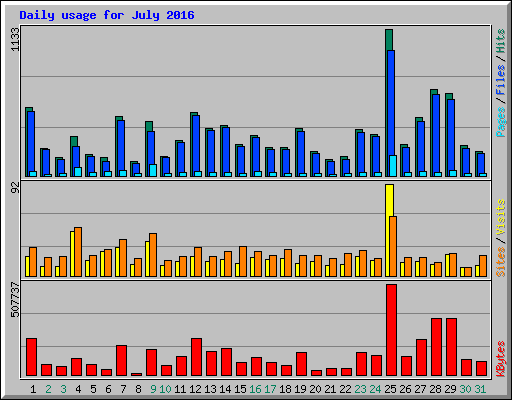 Daily usage for July 2016
1133
Pages / Files / Hits
92
Sites / Visits
507737
KBytes
1 2 3 4 5 6 7 8 9 10 11 12 13 14 15 16 17 18 19 20 21 22 23 24 25 26 27 28 29 30 31